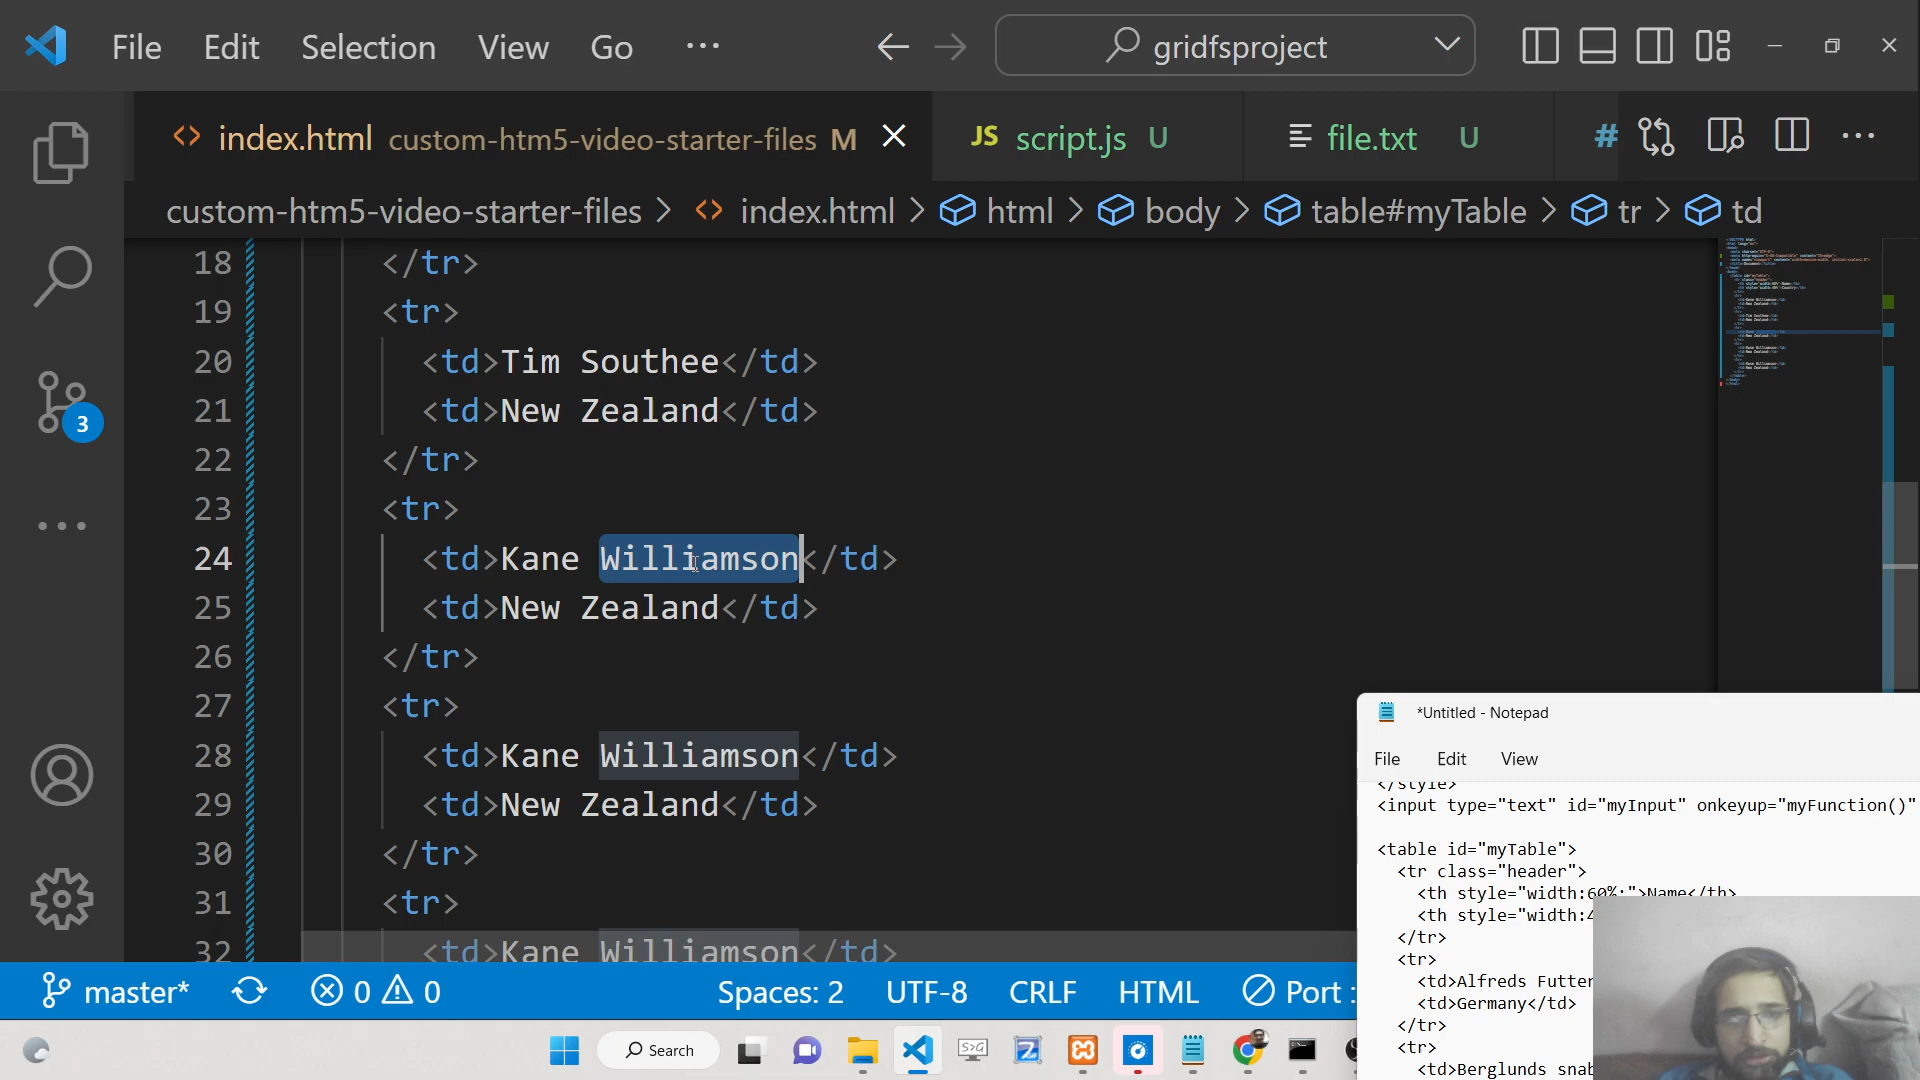 File Edit Selection View Go ... gridfsproject
index.html custom-htm5-video-starter-files M
JS script.js U
file.txt U
#
custom-htm5-video-starter-files > index.html > html > body > table#myTable > tr > td
18 </tr>
19 <tr>
20 <td>Tim Southee</td>
21 <td>New Zealand</td>
22 </tr>
23 <tr>
24 <td>Kane Williamson</td>
25 <td>New Zealand</td>
26 </tr>
27 <tr>
28 <td>Kane Williamson</td>
29 <td>New Zealand</td>
30 </tr>
31 <tr>
32 <td>Kane Williamson</td>
3
*Untitled - Notepad
File Edit View
</style>
<input type="text" id="myInput" onkeyup="myFunction()"
<table id="myTable">
<tr class="header">
<th style="width:60%;">Name</th>
<th style="width:4
</tr>
<tr>
<td>Alfreds Futter
<td>Germany</td>
</tr>
<tr>
<td>Berglunds snab
master* 0 0 Spaces: 2 UTF-8 CRLF HTML Port :
Search